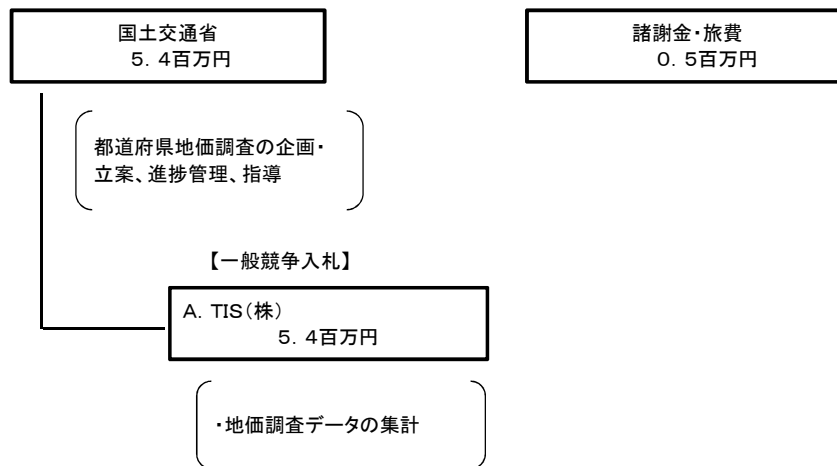 国土交通省
5．4百万円
諸謝金・旅費
0．5百万円
都道府県地価調査の企画・
立案、進捗管理、指導
【一般競争入札】
A．TIS（株）
5．4百万円
・地価調査データの集計